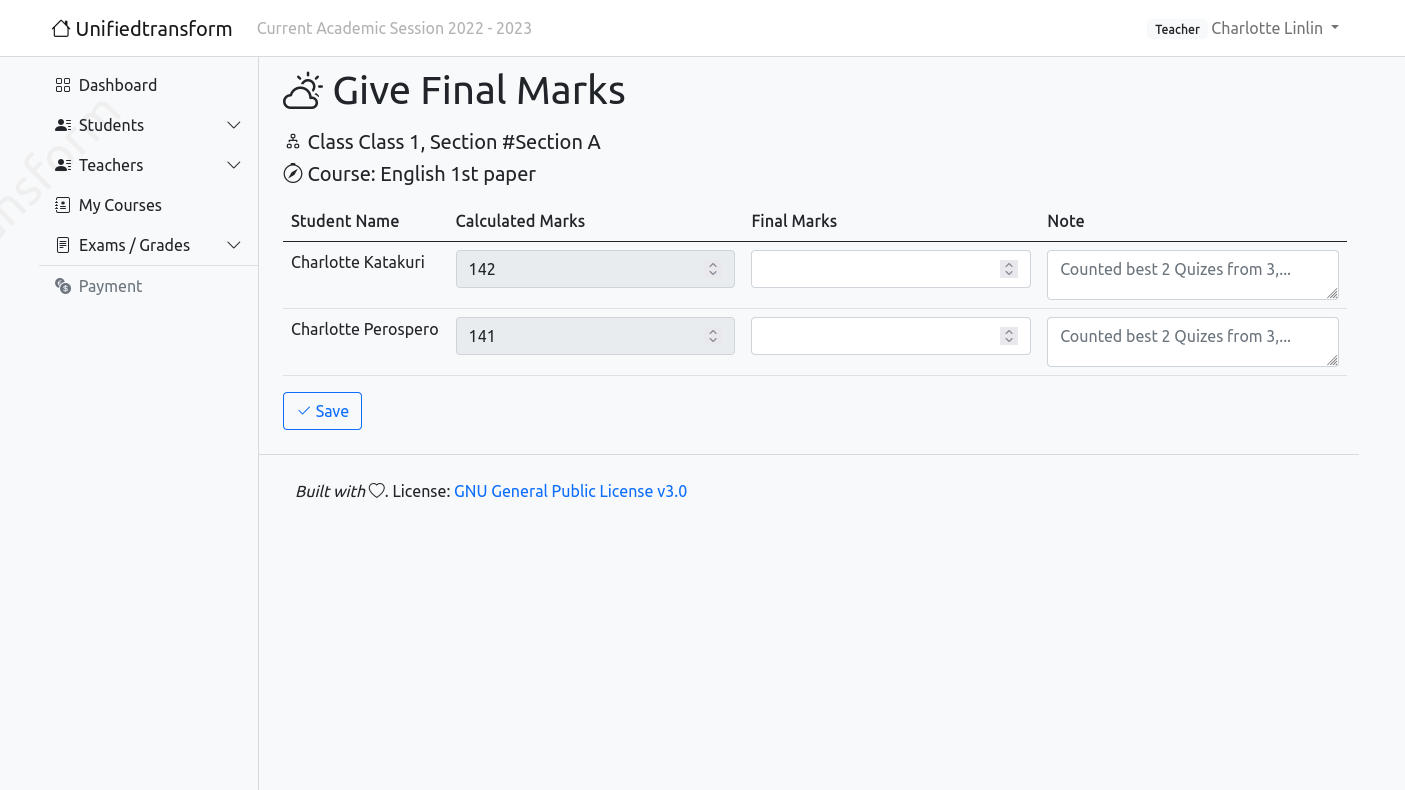 Unifiedtransform Current Academic Session 2022 - 2023 Teacher Charlotte Linlin
Dashboard
Students
Teachers
My Courses
Exams / Grades
Payment
Give Final Marks
Class Class 1, Section #Section A
Course: English 1st paper
Student Name Calculated Marks Final Marks Note
Charlotte Katakuri 142 Counted best 2 Quizes from 3,...
Charlotte Perospero 141 Counted best 2 Quizes from 3,...
Save
Built with . License: GNU General Public License v3.0